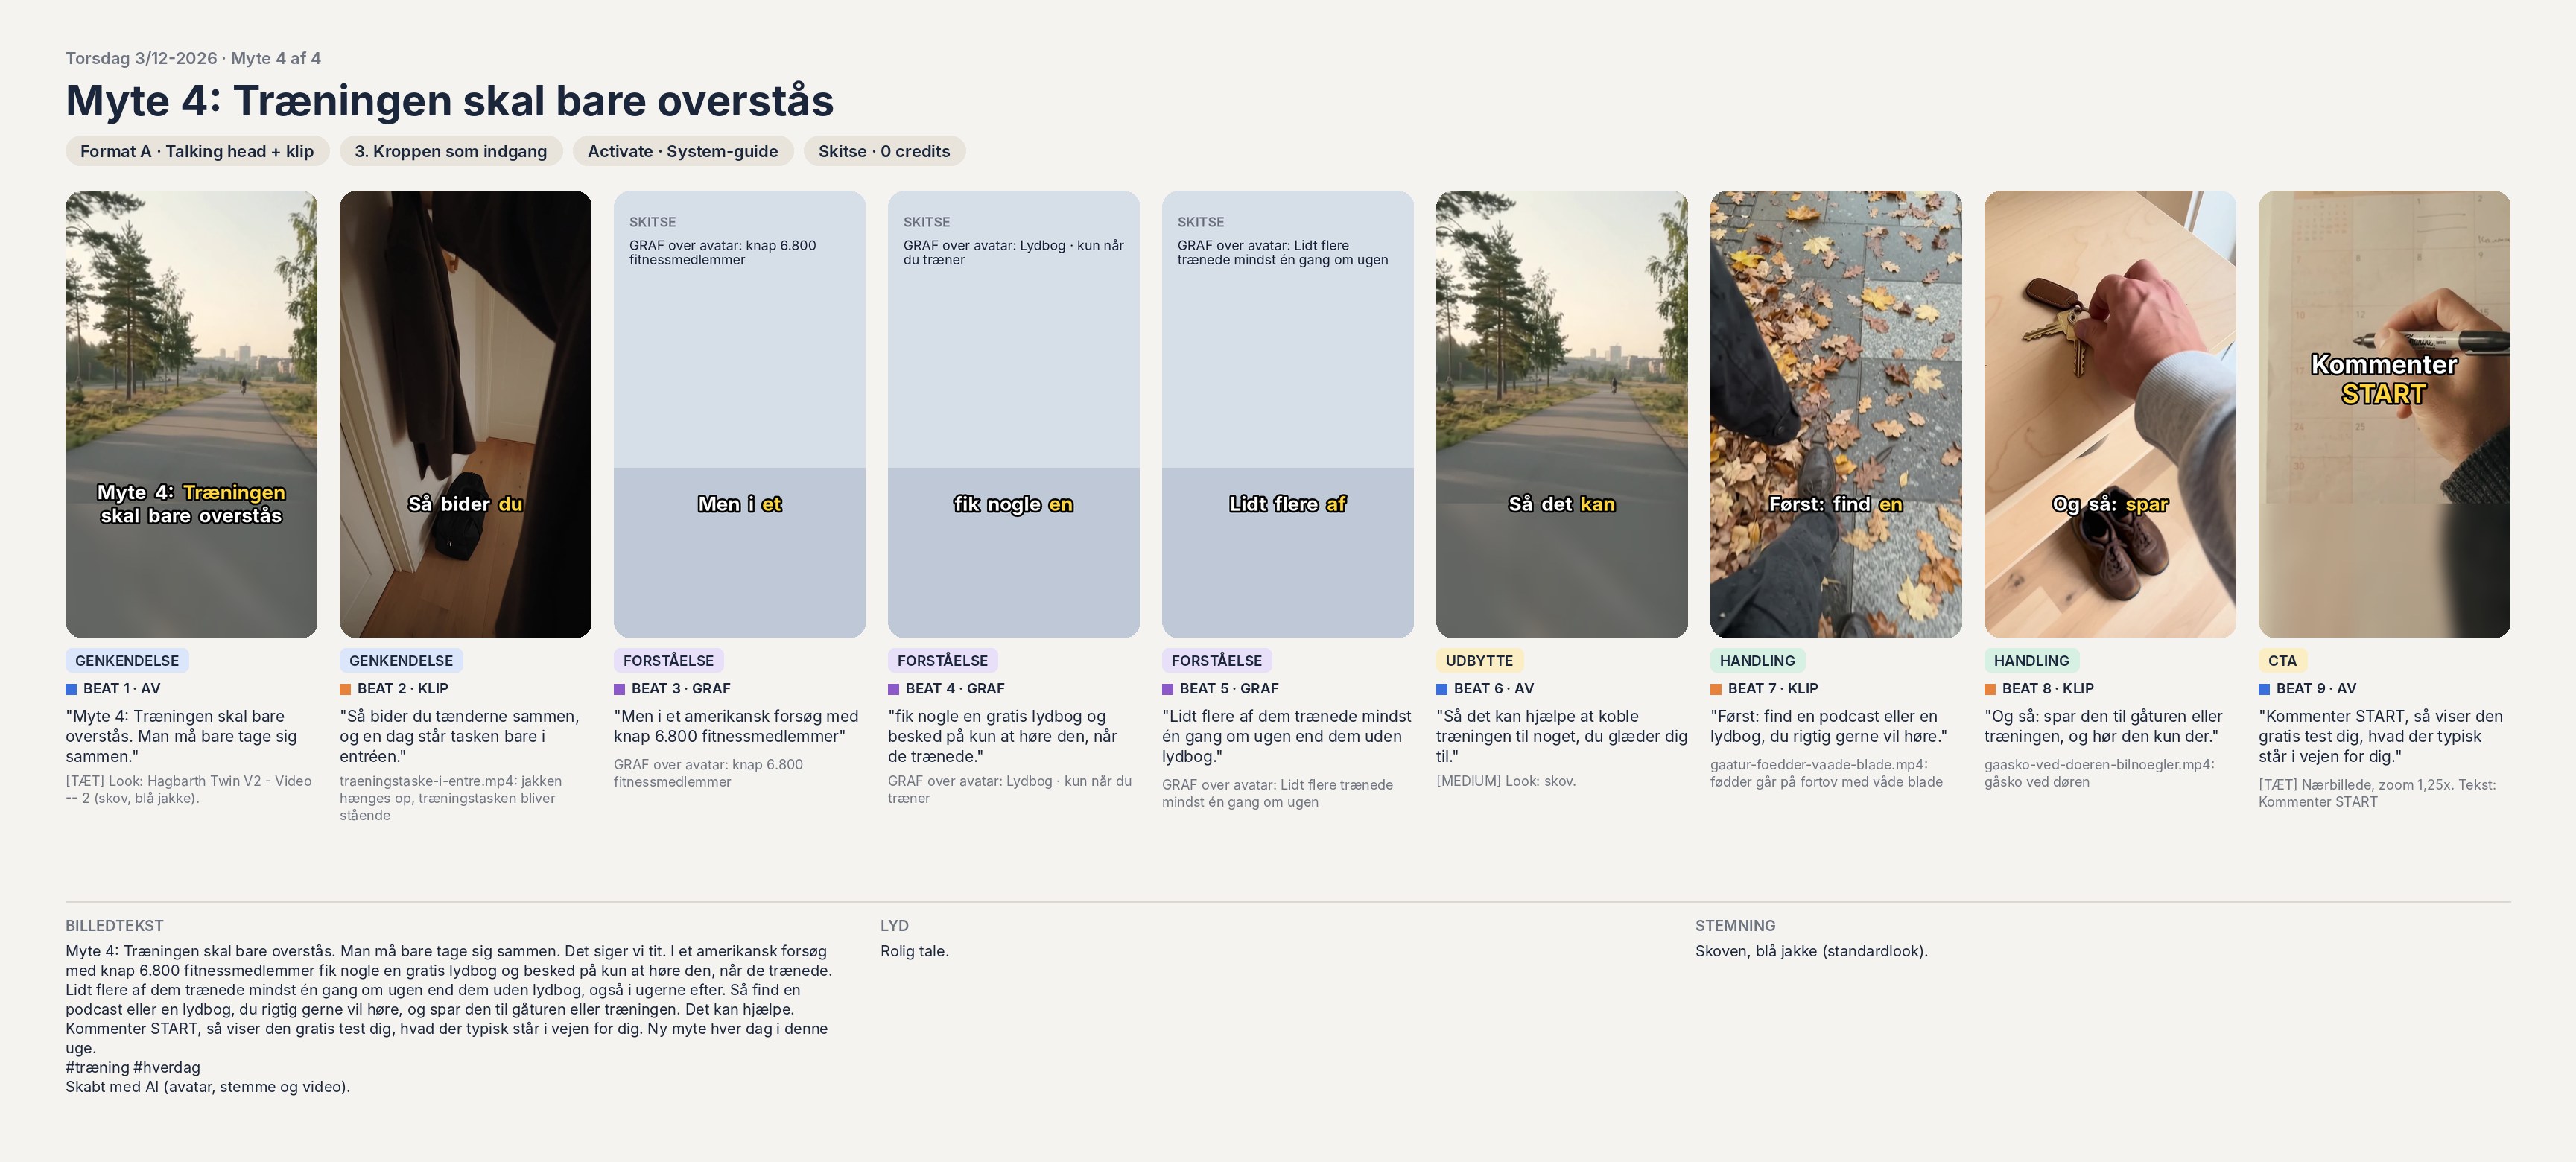 Torsdag 3/12-2026 · Myte 4 af 4
Myte 4: Træningen skal bare overstås
Format A · Talking head + klip
3. Kroppen som indgang
Activate · System-guide
Skitse · 0 credits
Myte 4: Træningen
skal bare overstås
Så bider du
SKITSE
GRAF over avatar: knap 6.800
fitnessmedlemmer
Men i et
SKITSE
GRAF over avatar: Lydbog · kun når
du træner
fik nogle en
SKITSE
GRAF over avatar: Lidt flere
trænede mindst én gang om ugen
Lidt flere af
Så det kan
Først: find en
Og så: spar
Kommenter
START
GENKENDELSE
BEAT 1 · AV
"Myte 4: Træningen skal bare
overstås. Man må bare tage sig
sammen."
[TÆT] Look: Hagbarth Twin V2 - Video
-- 2 (skov, blå jakke).
GENKENDELSE
BEAT 2 · KLIP
"Så bider du tænderne sammen,
og en dag står tasken bare i
entréen."
traeningstaske-i-entre.mp4: jakken
hænges op, træningstasken bliver
stående
FORSTÅELSE
BEAT 3 · GRAF
"Men i et amerikansk forsøg med
knap 6.800 fitnessmedlemmer"
GRAF over avatar: knap 6.800
fitnessmedlemmer
FORSTÅELSE
BEAT 4 · GRAF
"fik nogle en gratis lydbog og
besked på kun at høre den, når
de trænede."
GRAF over avatar: Lydbog · kun når du
træner
FORSTÅELSE
BEAT 5 · GRAF
"Lidt flere af dem trænede mindst
én gang om ugen end dem uden
lydbog."
GRAF over avatar: Lidt flere trænede
mindst én gang om ugen
UDBYTTE
BEAT 6 · AV
"Så det kan hjælpe at koble
træningen til noget, du glæder dig
til."
[MEDIUM] Look: skov.
HANDLING
BEAT 7 · KLIP
"Først: find en podcast eller en
lydbog, du rigtig gerne vil høre."
gaatur-foedder-vaade-blade.mp4:
fødder går på fortov med våde blade
HANDLING
BEAT 8 · KLIP
"Og så: spar den til gåturen eller
træningen, og hør den kun der."
gaasko-ved-doeren-bilnoegler.mp4:
gåsko ved døren
CTA
BEAT 9 · AV
"Kommenter START, så viser den
gratis test dig, hvad der typisk
står i vejen for dig."
[TÆT] Nærbillede, zoom 1,25x. Tekst:
Kommenter START
BILLEDTEKST
Myte 4: Træningen skal bare overstås. Man må bare tage sig sammen. Det siger vi tit. I et amerikansk forsøg
med knap 6.800 fitnessmedlemmer fik nogle en gratis lydbog og besked på kun at høre den, når de trænede.
Lidt flere af dem trænede mindst én gang om ugen end dem uden lydbog, også i ugerne efter. Så find en
podcast eller en lydbog, du rigtig gerne vil høre, og spar den til gåturen eller træningen. Det kan hjælpe.
Kommenter START, så viser den gratis test dig, hvad der typisk står i vejen for dig. Ny myte hver dag i denne
uge.
#træning #hverdag
Skabt med AI (avatar, stemme og video).
LYD
Rolig tale.
STEMNING
Skoven, blå jakke (standardlook).